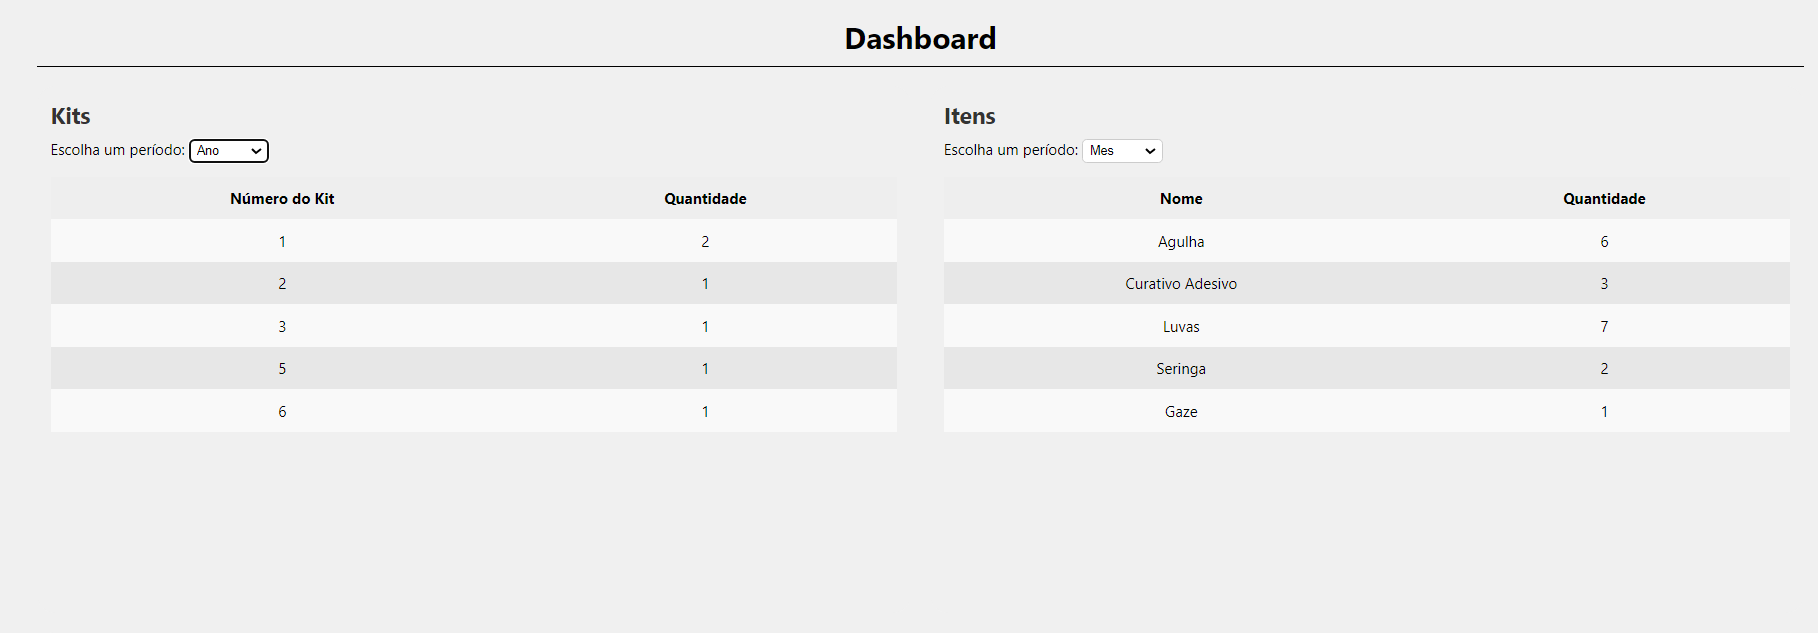 Dashboard
Kits
Escolha um período: Ano
Número do Kit Quantidade
1 2
2 1
3 1
5 1
6 1
Itens
Escolha um período: Mes
Nome Quantidade
Agulha 6
Curativo Adesivo 3
Luvas 7
Seringa 2
Gaze 1